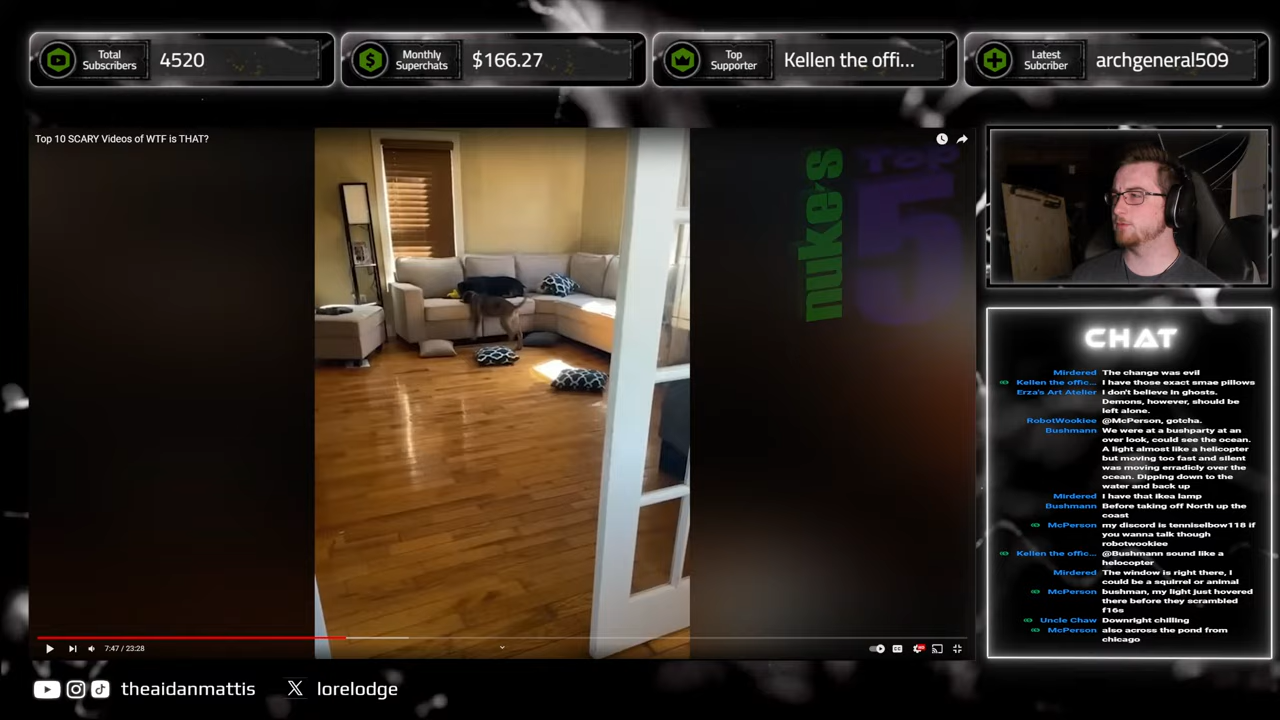 Total
Subscribers
4520
Monthly
Superchats
$166.27
Top
Supporter
Kellen the offi...
Latest
Subcriber
archgeneral509
Top 10 SCARY Videos of WTF is THAT?
nuke's
Top
5
CHAT
Mirdered The change was evil
Kellen the offic... I have those exact smae pillows
Erza's Art Atelier I don't believe in ghosts.
Demons, however, should be
left alone.
RobotWookiee @McPerson, gotcha.
Bushmann We were at a bushparty at an
over look, could see the ocean.
A light almost like a helicopter
but moving too fast and silent
was moving erradicly over the
ocean. Dipping down to the
water and back up
Mirdered I have that ikea lamp
Bushmann Before taking off North up the
coast
McPerson my discord is tenniselbow118 if
you wanna talk though
robotwookiee
Kellen the offic... @Bushmann sound like a
helocopter
Mirdered The window is right there, I
could be a squirrel or animal
McPerson bushman, my light just hovered
there before they scrambled
f16s
Uncle Chaw Downright chilling
McPerson also across the pond from
chicago
7:47 / 23:28
CC
theaidanmattis
lorelodge